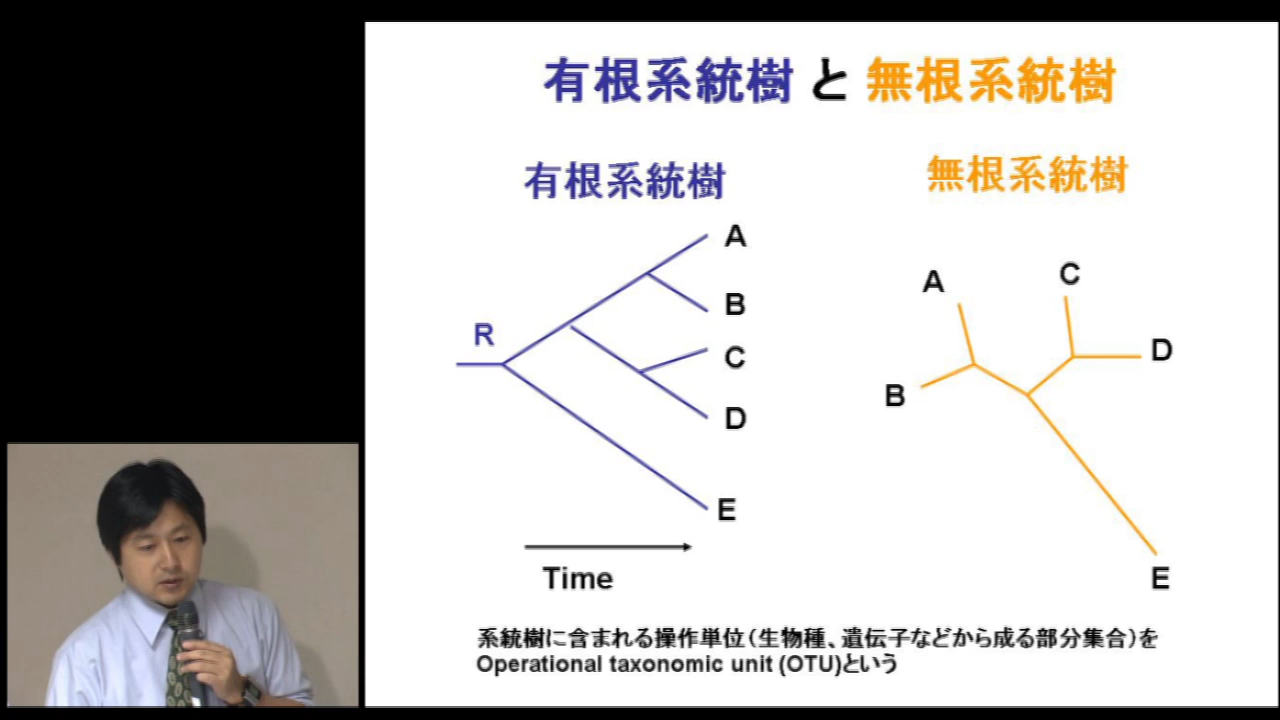 有根系統樹 と 無根系統樹
有根系統樹
無根系統樹
A
B
R
C
D
E
Time
A
C
D
B
E
系統樹に含まれる操作単位（生物種、遺伝子などから成る部分集合）を
Operational taxonomic unit (OTU)という